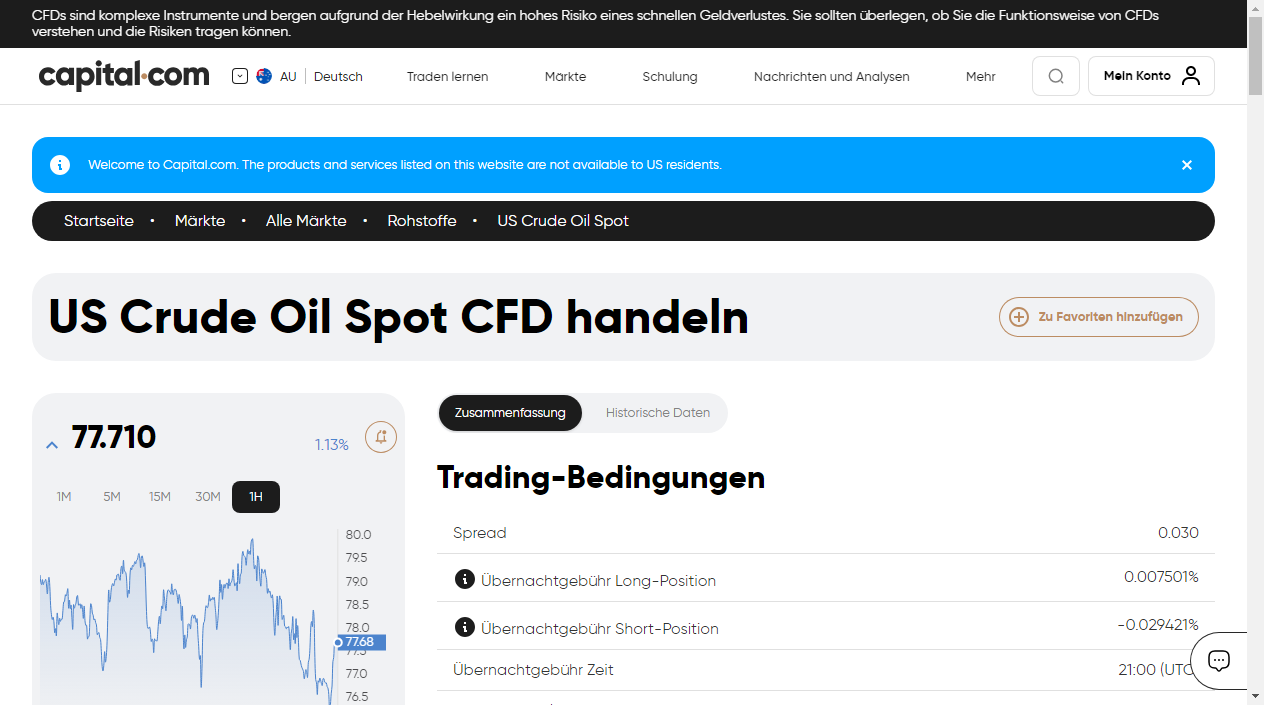 CFDs sind komplexe Instrumente und bergen aufgrund der Hebelwirkung ein hohes Risiko eines schnellen Geldverlustes. Sie sollten überlegen, ob Sie die Funktionsweise von CFDs
verstehen und die Risiken tragen können.
capital.com
AU Deutsch
Traden lernen
Märkte
Schulung
Nachrichten und Analysen
Mehr
Mein Konto
Welcome to Capital.com. The products and services listed on this website are not available to US residents.
Startseite • Märkte • Alle Märkte • Rohstoffe • US Crude Oil Spot
US Crude Oil Spot CFD handeln
Zu Favoriten hinzufügen
77.710
1.13%
1M 5M 15M 30M 1H
80.0
79.5
79.0
78.5
78.0
77.68
77.5
77.0
76.5
Zusammenfassung
Historische Daten
Trading-Bedingungen
Spread 0.030
Übernachtgebühr Long-Position 0.007501%
Übernachtgebühr Short-Position -0.029421%
Übernachtgebühr Zeit 21:00 (UTC